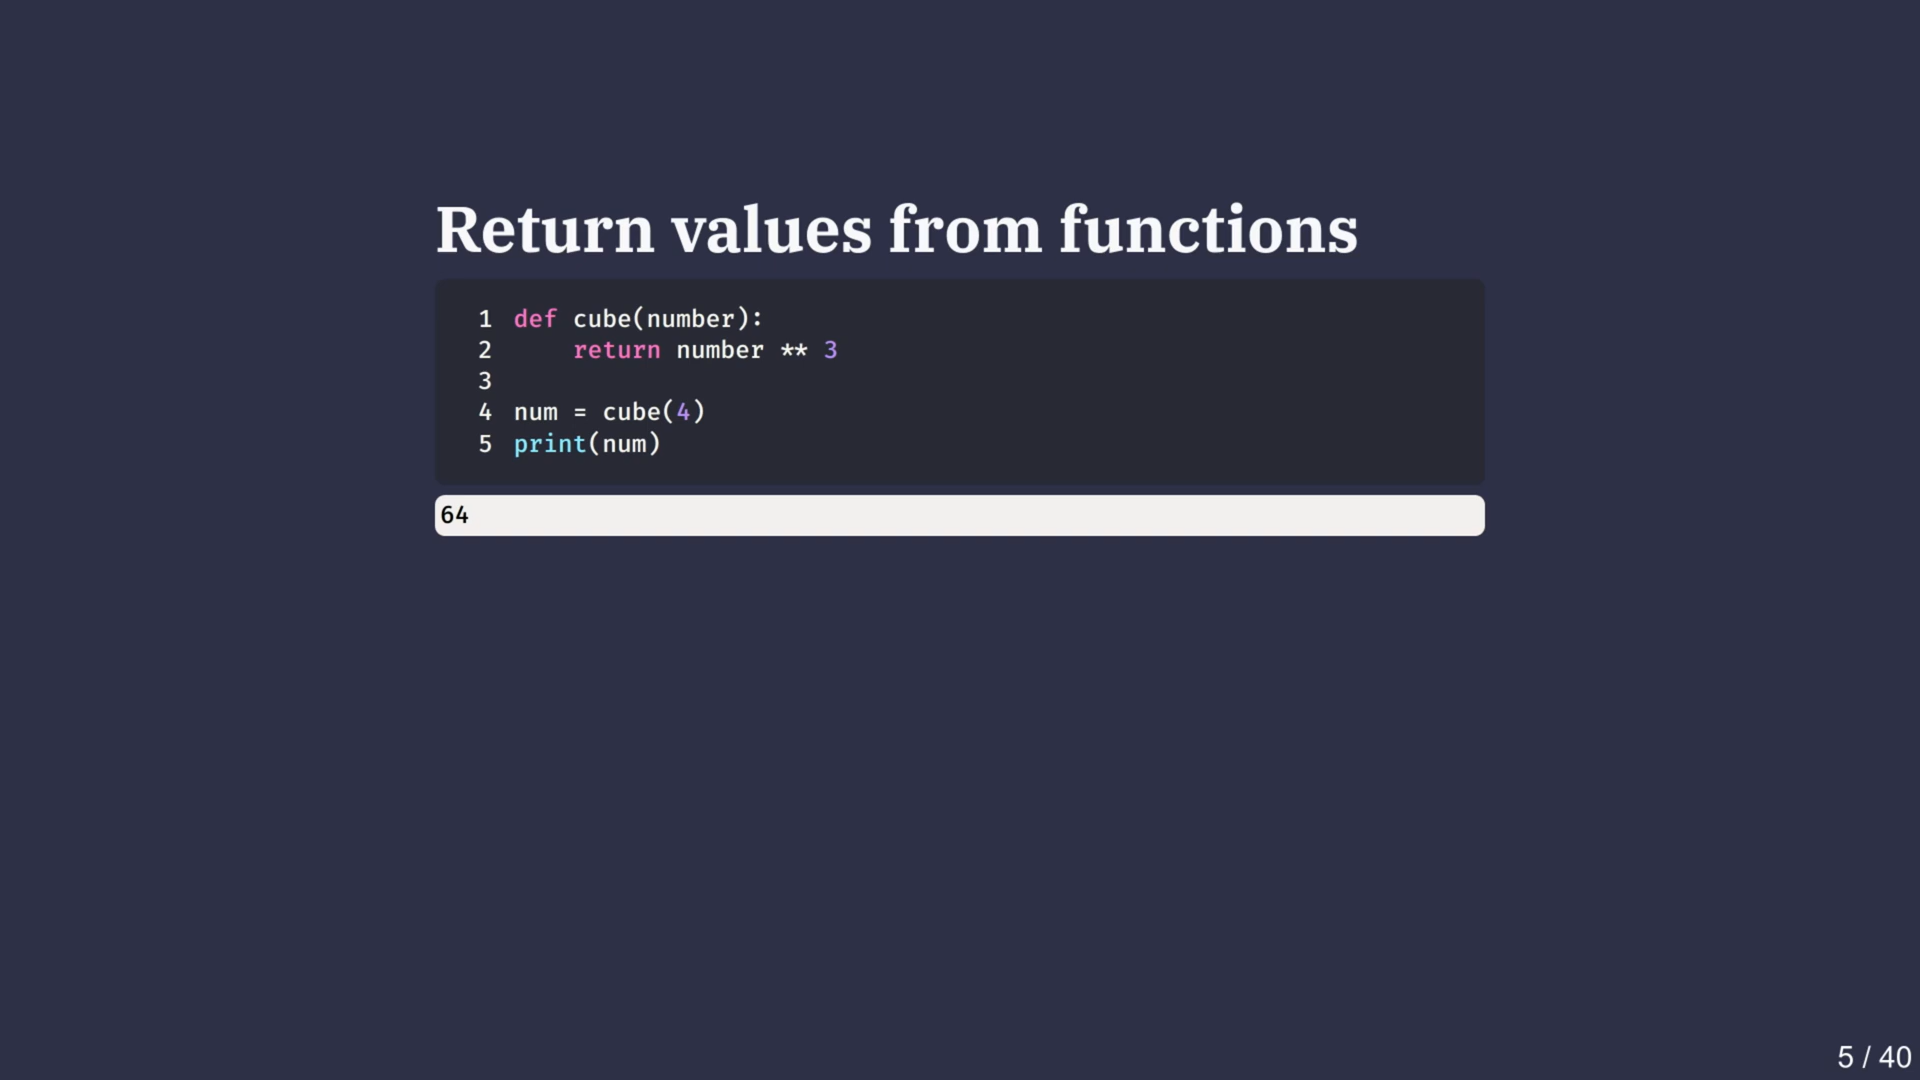 Return values from functions
1 def cube(number):
2     return number ** 3
3
4 num = cube(4)
5 print(num)
64
5 / 40